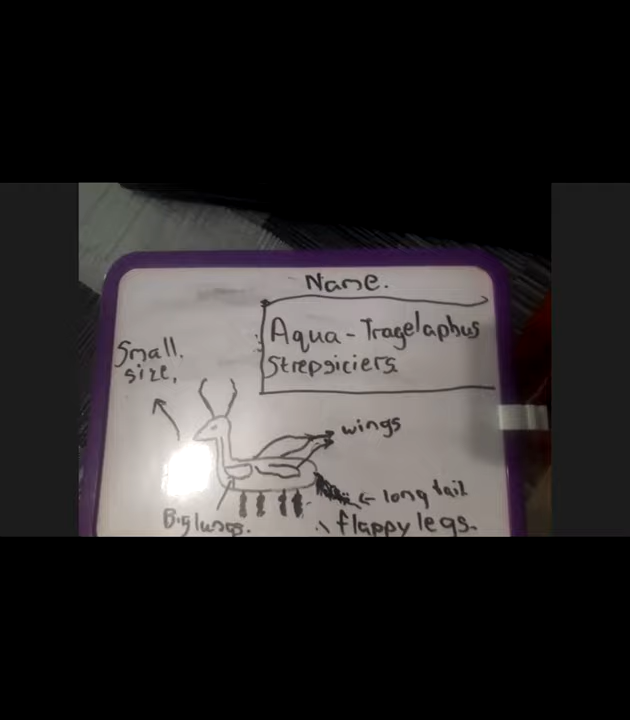 Name.
Aqua-Tragelaphus
Strepsiciers.
Small.
size,
wings
long tail
Big lungs.
flappy legs.